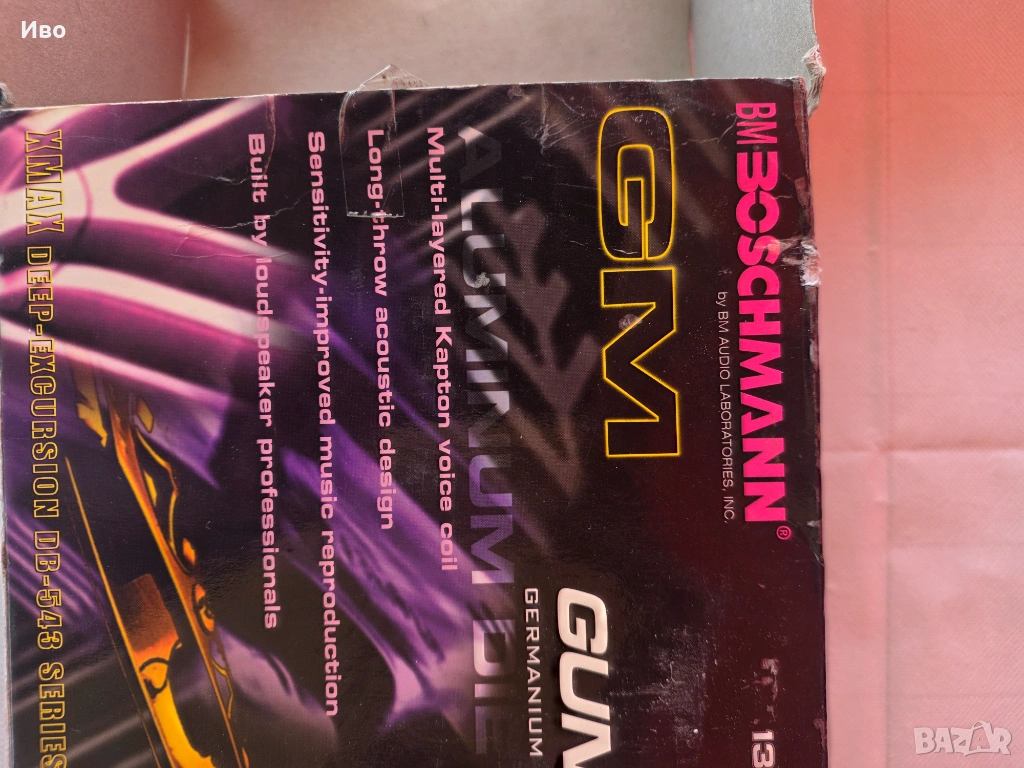 Иво
BM BOSCHMANN®
by BM AUDIO LABORATORIES, INC.
13
GM
GUN
GERMANIUM
ALUMINUM DIE
Multi-layered Kapton voice coil
Long-throw acoustic design
Sensitivity-improved music reproduction
Built by loudspeaker professionals
XMAX DEEP-EXCURSION DB-543 SERIES
BAZAR